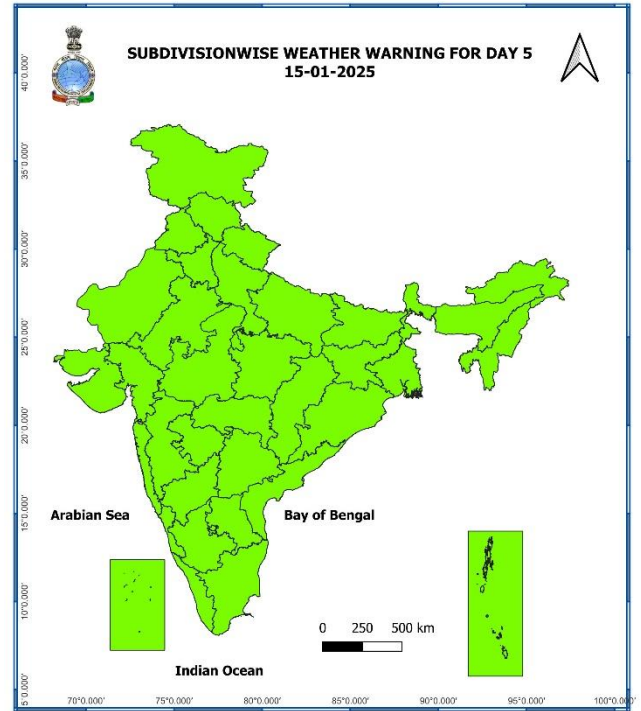 SUBDIVISIONWISE WEATHER WARNING FOR DAY 5
15-01-2025
40°0.000'
35°0.000'
30°0.000'
25°0.000'
20°0.000'
15°0.000'
10°0.000'
5°0.000'
Arabian Sea
Bay of Bengal
0 250 500 km
Indian Ocean
70°0.000' 75°0.000' 80°0.000' 85°0.000' 90°0.000' 95°0.000' 100°0.000'